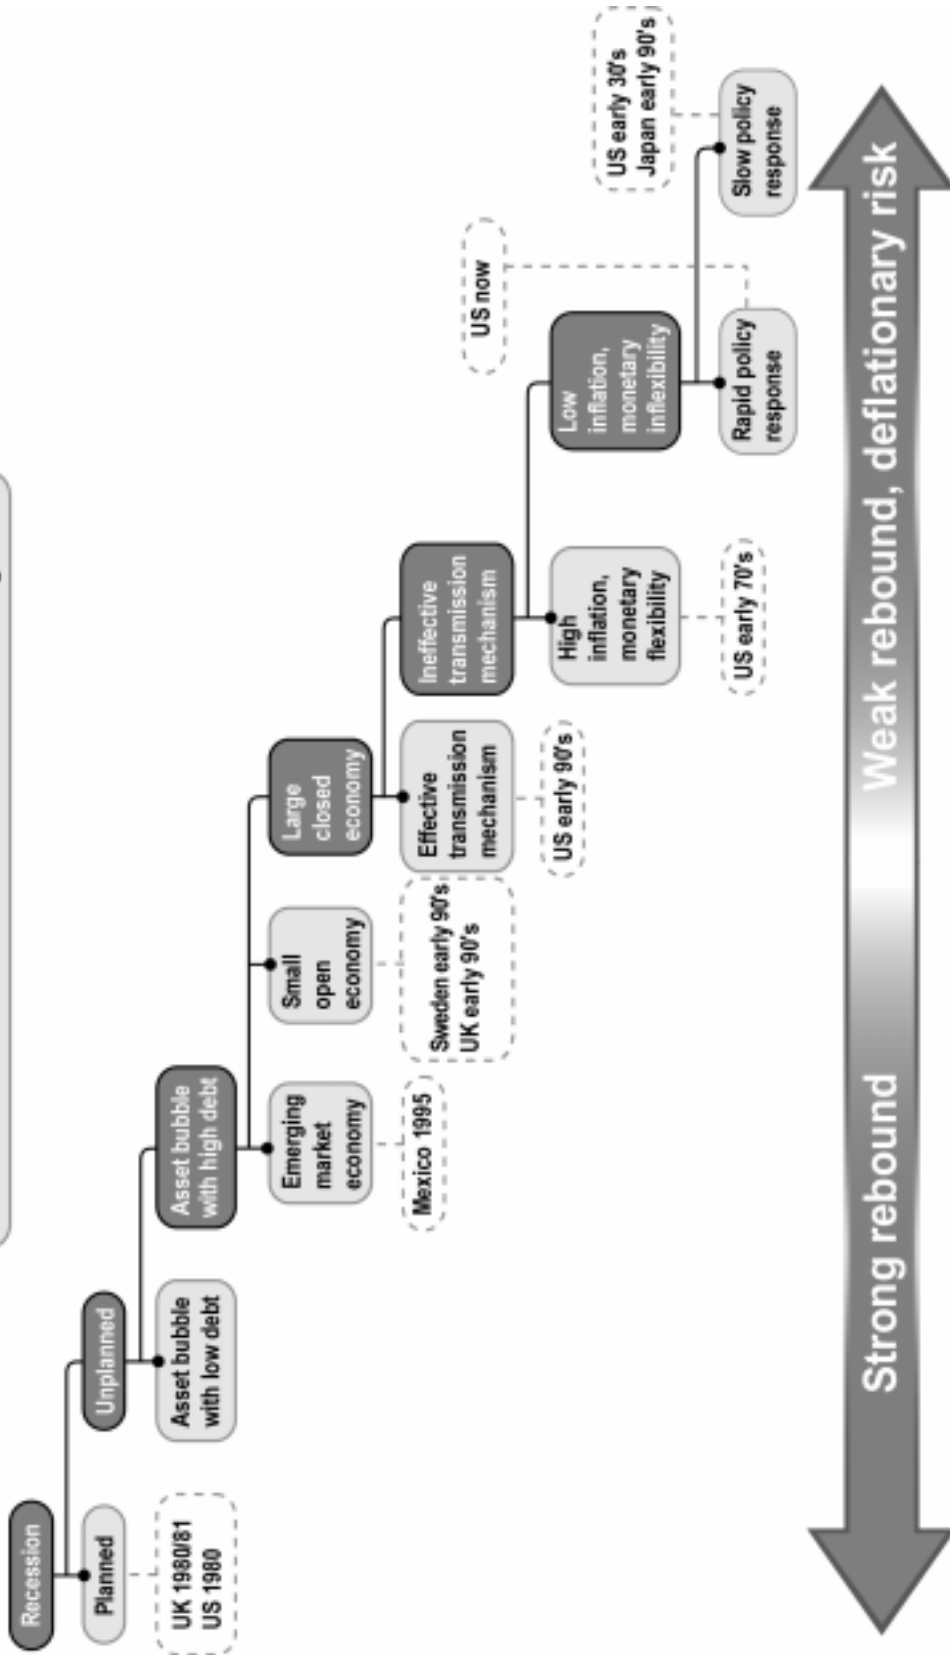 Recession
Planned
UK 1980/81
US 1980
Unplanned
Asset bubble
with low debt
Asset bubble
with high debt
Emerging
market
economy
Mexico 1995
Small
open
economy
Sweden early 90's
UK early 90's
Large
closed
economy
Effective
transmission
mechanism
US early 90's
Ineffective
transmission
mechanism
High
inflation,
monetary
flexibility
US early 70's
Low
inflation,
monetary
inflexibility
US now
Rapid policy
response
US early 30's
Japan early 90's
Slow policy
response
Strong rebound
Weak rebound, deflationary risk